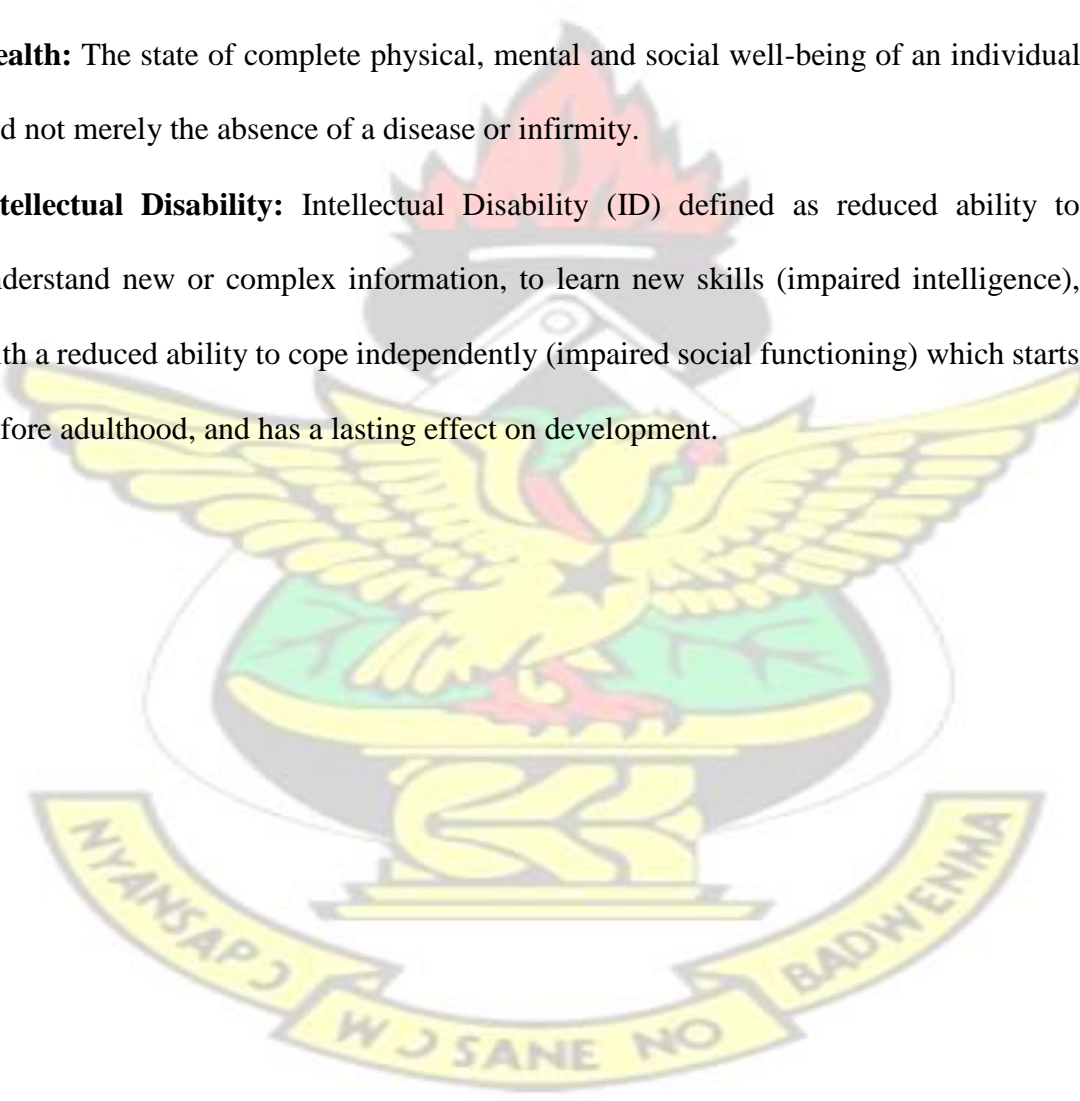 ealth: The state of complete physical, mental and social well-being of an individual
d not merely the absence of a disease or infirmity.
tellectual Disability: Intellectual Disability (ID) defined as reduced ability to
derstand new or complex information, to learn new skills (impaired intelligence),
th a reduced ability to cope independently (impaired social functioning) which starts
fore adulthood, and has a lasting effect on development.
NYANSAPƆ
WƆSANE NO
BADWENMA